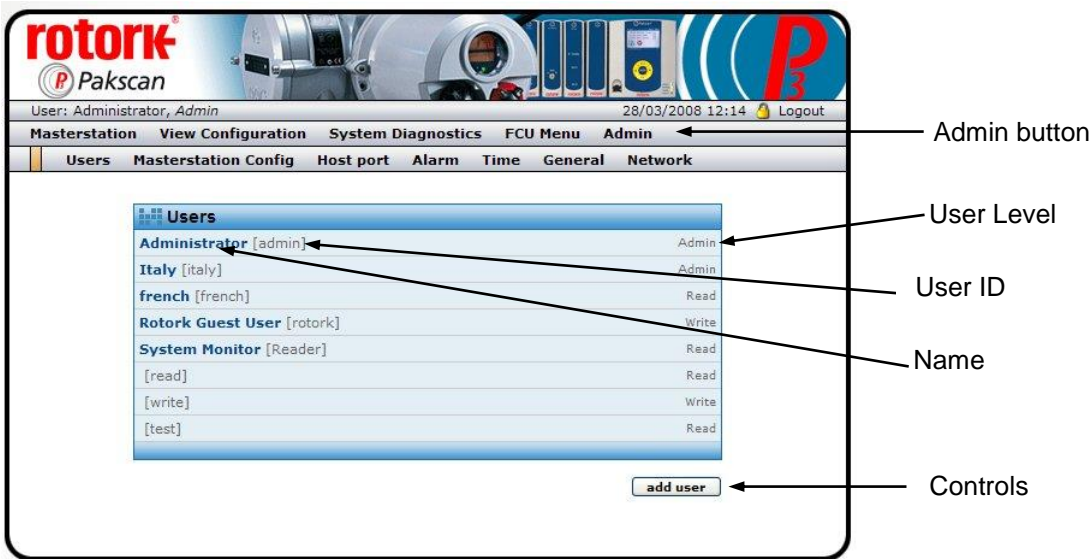 rotork®
P Pakscan
P3
User: Administrator, Admin 28/03/2008 12:14 Logout
Masterstation View Configuration System Diagnostics FCU Menu Admin
Admin button
Users Masterstation Config Host port Alarm Time General Network
Users
User Level
Administrator [admin] Admin
Italy [italy] Admin
User ID
french [french] Read
Rotork Guest User [rotork] Write
System Monitor [Reader] Read
Name
[read] Read
[write] Write
[test] Read
add user
Controls